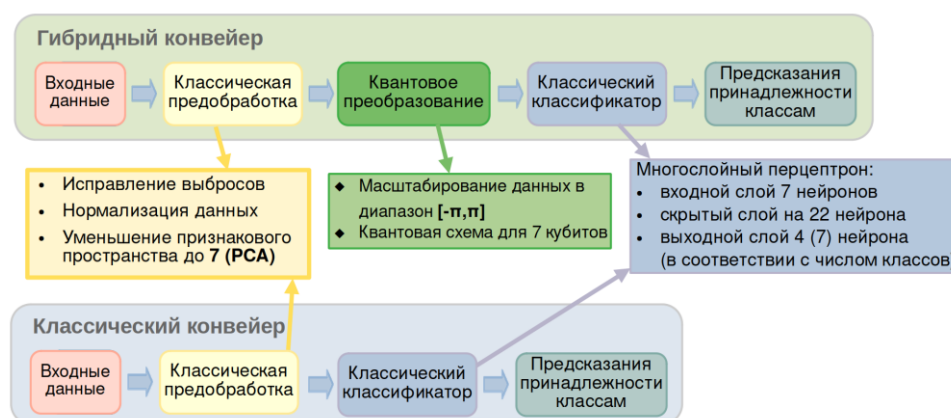 Гибридный конвейер
Входные
данные
Классическая
предобработка
Квантовое
преобразование
Классический
классификатор
Предсказания
принадлежности
классам
• Исправление выбросов
• Нормализация данных
• Уменьшение признакового
пространства до 7 (PCA)
◆ Масштабирование данных в
диапазон [-π,π]
◆ Квантовая схема для 7 кубитов
Многослойный перцептрон:
• входной слой 7 нейронов
• скрытый слой на 22 нейрона
• выходной слой 4 (7) нейрона
(в соответствии с числом классов
Классический конвейер
Входные
данные
Классическая
предобработка
Классический
классификатор
Предсказания
принадлежности
классам